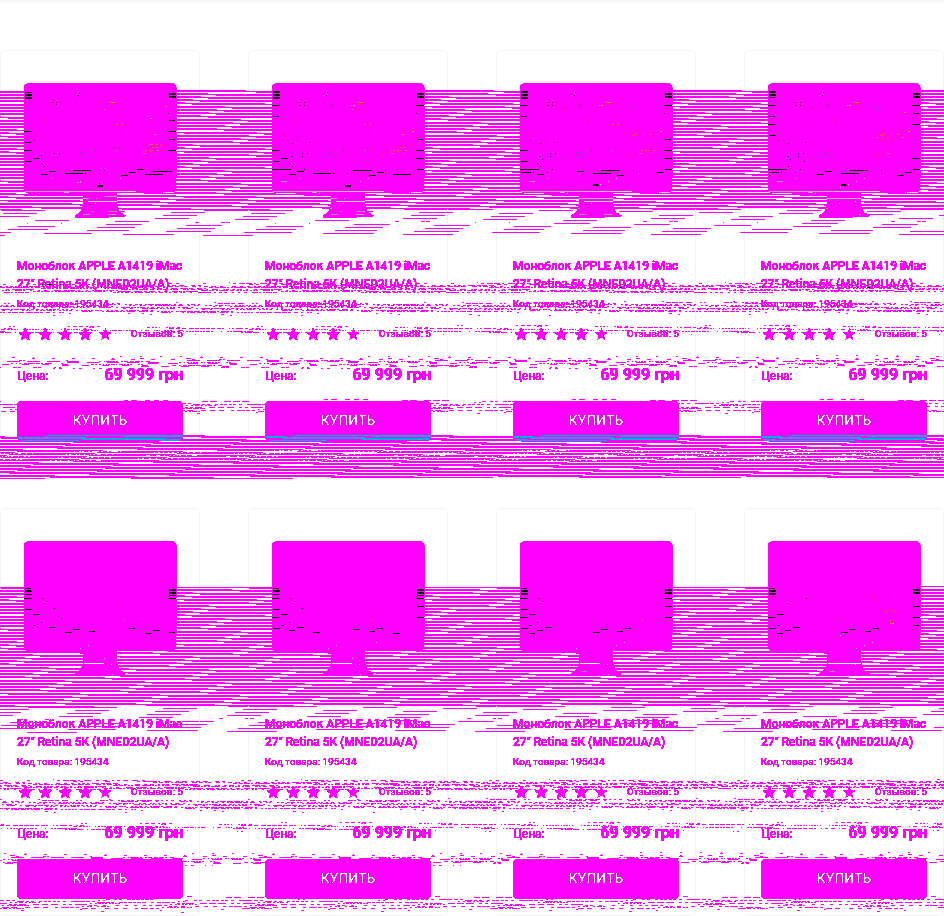 Моноблок APPLE A1419 iMac Моноблок APPLE A1419 iMac Моноблок APPLE A1419 iMac Моноблок APPLE A1419 iMac
27" Retina 5K (MNED2UA/A) 27" Retina 5K (MNED2UA/A) 27" Retina 5K (MNED2UA/A) 27" Retina 5K (MNED2UA/A)
Код товара: 195434 Код товара: 195434 Код товара: 195434 Код товара: 195434
Отзывов: 5 Отзывов: 5 Отзывов: 5 Отзывов: 5
Цена: 69 999 грн Цена: 69 999 грн Цена: 69 999 грн Цена: 69 999 грн
КУПИТЬ КУПИТЬ КУПИТЬ КУПИТЬ
Моноблок APPLE A1419 iMac Моноблок APPLE A1419 iMac Моноблок APPLE A1419 iMac Моноблок APPLE A1419 iMac
27" Retina 5K (MNED2UA/A) 27" Retina 5K (MNED2UA/A) 27" Retina 5K (MNED2UA/A) 27" Retina 5K (MNED2UA/A)
Код товара: 195434 Код товара: 195434 Код товара: 195434 Код товара: 195434
Отзывов: 5 Отзывов: 5 Отзывов: 5 Отзывов: 5
Цена: 69 999 грн Цена: 69 999 грн Цена: 69 999 грн Цена: 69 999 грн
КУПИТЬ КУПИТЬ КУПИТЬ КУПИТЬ